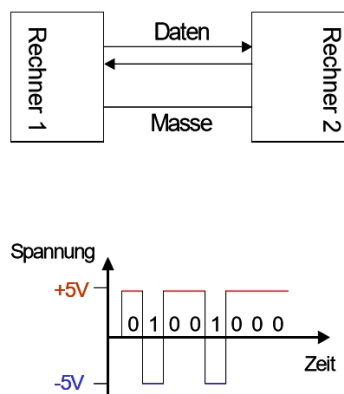 Rechner 1
Daten
Masse
Rechner 2
Spannung
+5V
0 1 0 0 1 0 0 0
Zeit
-5V